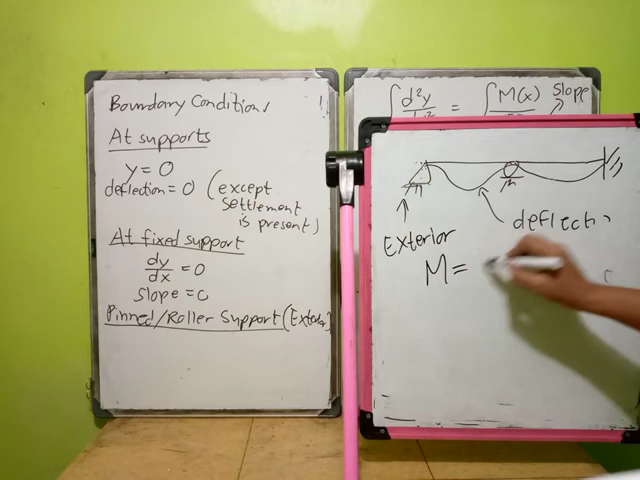 Boundary Conditions
At supports
y = 0
deflection = 0 (except settlement is present)
At fixed support
dy/dx = 0
slope = 0
Pinned/Roller Support (Exterior)
∫ d²y = ∫ M(x) slope
deflectn
Exterior
M =